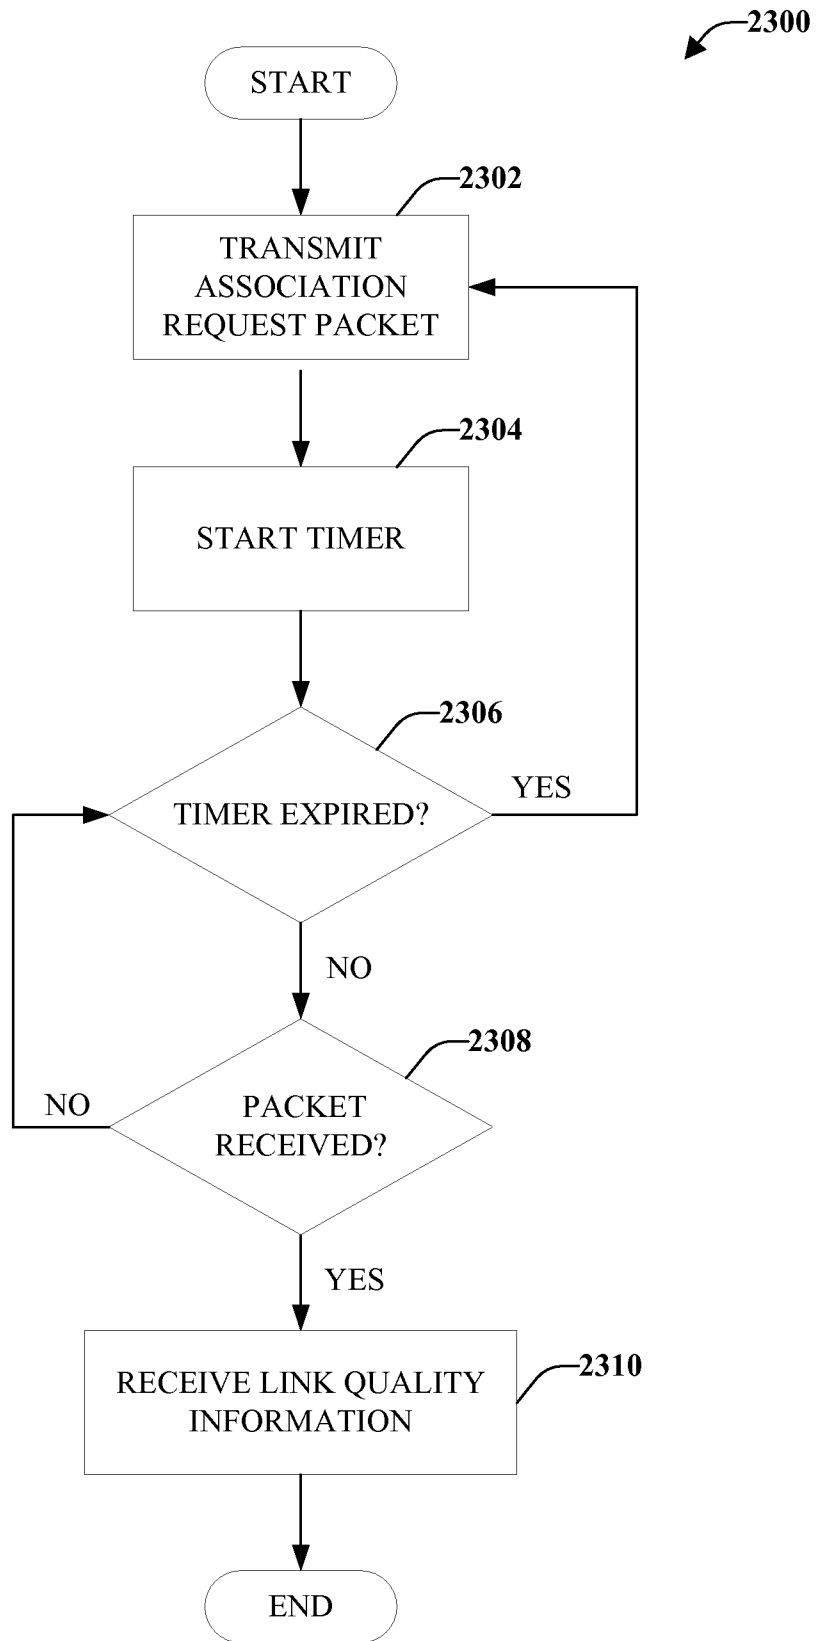 2300
START
2302
TRANSMIT
ASSOCIATION
REQUEST PACKET
2304
START TIMER
2306
TIMER EXPIRED?
YES
NO
2308
PACKET
RECEIVED?
NO
YES
2310
RECEIVE LINK QUALITY
INFORMATION
END